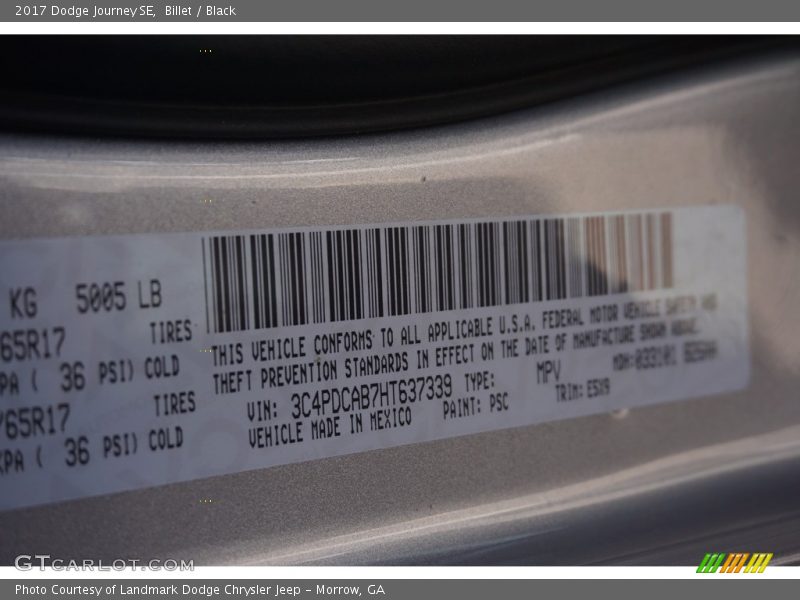 2017 Dodge Journey SE, Billet / Black
KG 5005 LB
65R17 TIRES
PA ( 36 PSI) COLD
/65R17 TIRES
KPA ( 36 PSI) COLD
THIS VEHICLE CONFORMS TO ALL APPLICABLE U.S.A. FEDERAL MOTOR VEHICLE SAFETY AND
THEFT PREVENTION STANDARDS IN EFFECT ON THE DATE OF MANUFACTURE SHOWN ABOVE.
VIN: 3C4PDCAB7HT637339 TYPE: MPV
VEHICLE MADE IN MEXICO PAINT: PSC TRIM: E5X9
GTCARLOT.COM
Photo Courtesy of Landmark Dodge Chrysler Jeep – Morrow, GA